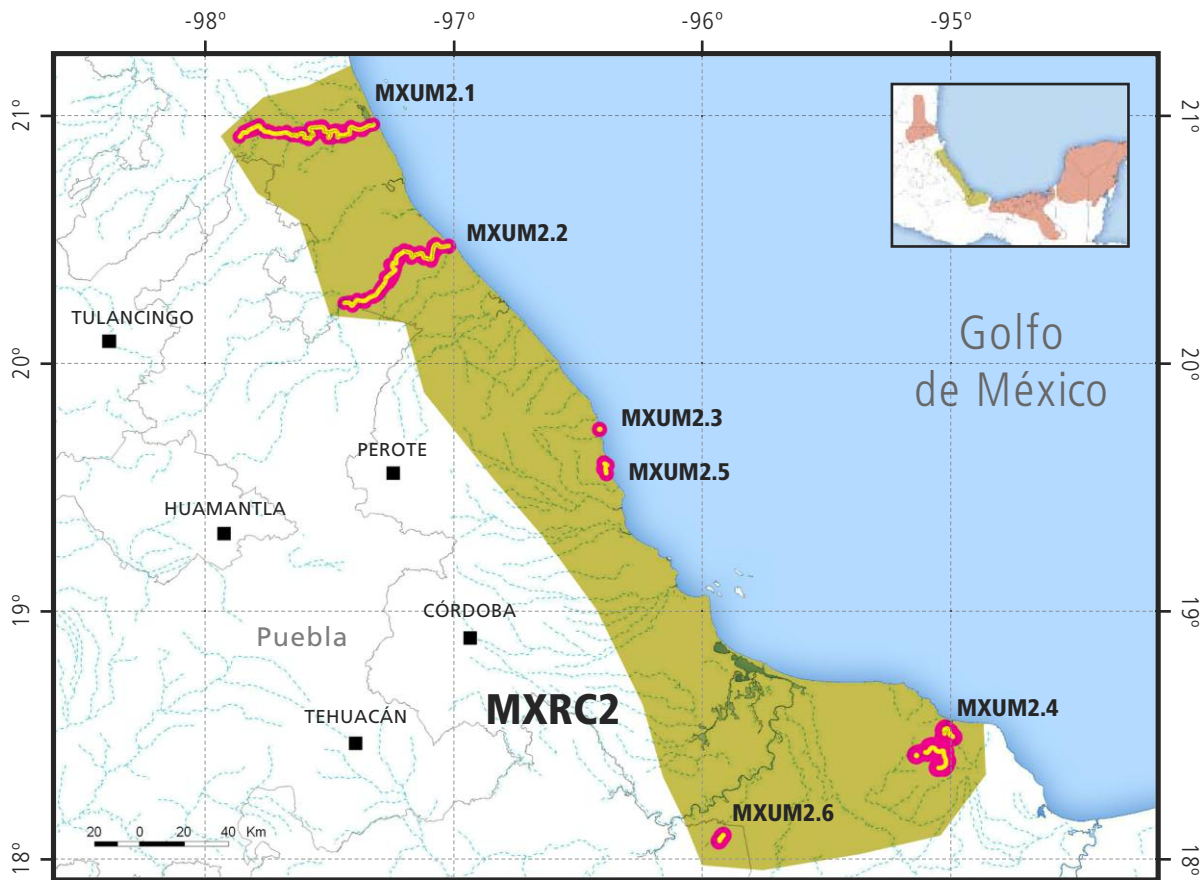 -98º
-97º
-96º
-95º
21º
21º
MXUM2.1
MXUM2.2
TULANCINGO
20º
20º
Golfo
de México
MXUM2.3
PEROTE
MXUM2.5
HUAMANTLA
19º
19º
CÓRDOBA
Puebla
MXRC2
TEHUACÁN
MXUM2.4
MXUM2.6
20 0 20 40 Km
18º
18º